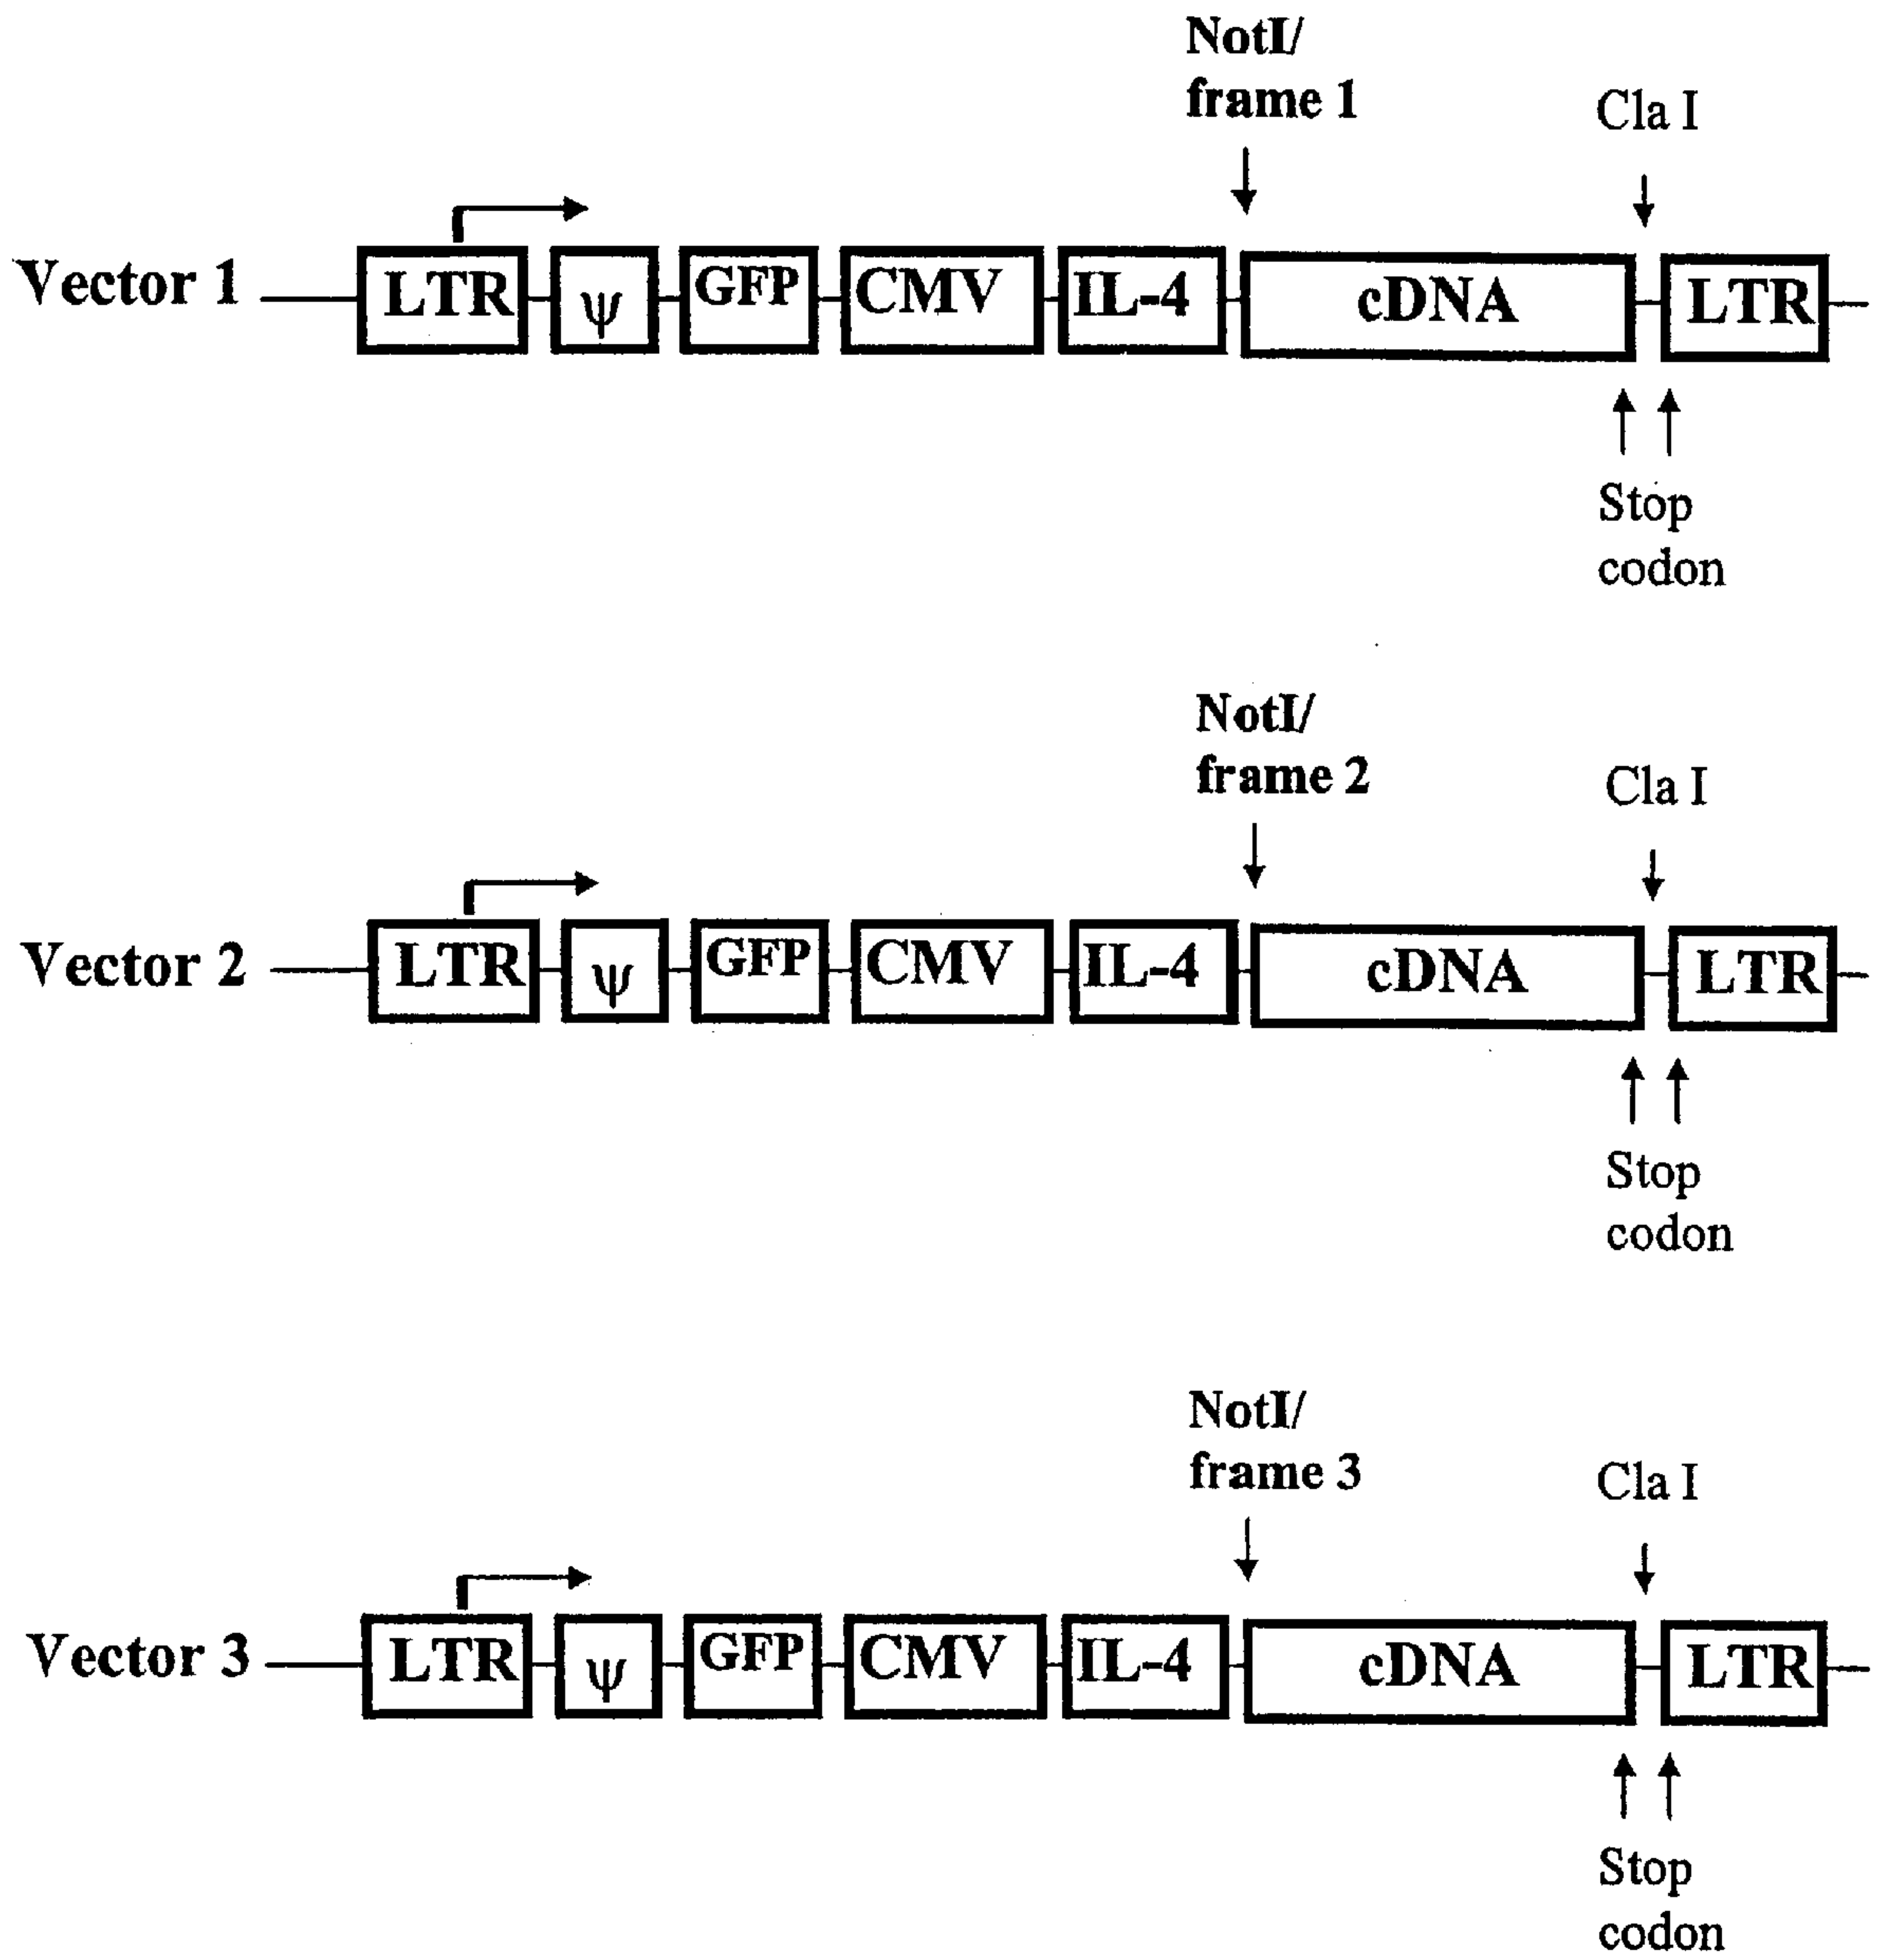 NotI/
frame 1
Cla I
Vector 1 LTR ψ GFP CMV IL-4 cDNA LTR
Stop
codon
NotI/
frame 2
Cla I
Vector 2 LTR ψ GFP CMV IL-4 cDNA LTR
Stop
codon
NotI/
frame 3
Cla I
Vector 3 LTR ψ GFP CMV IL-4 cDNA LTR
Stop
codon